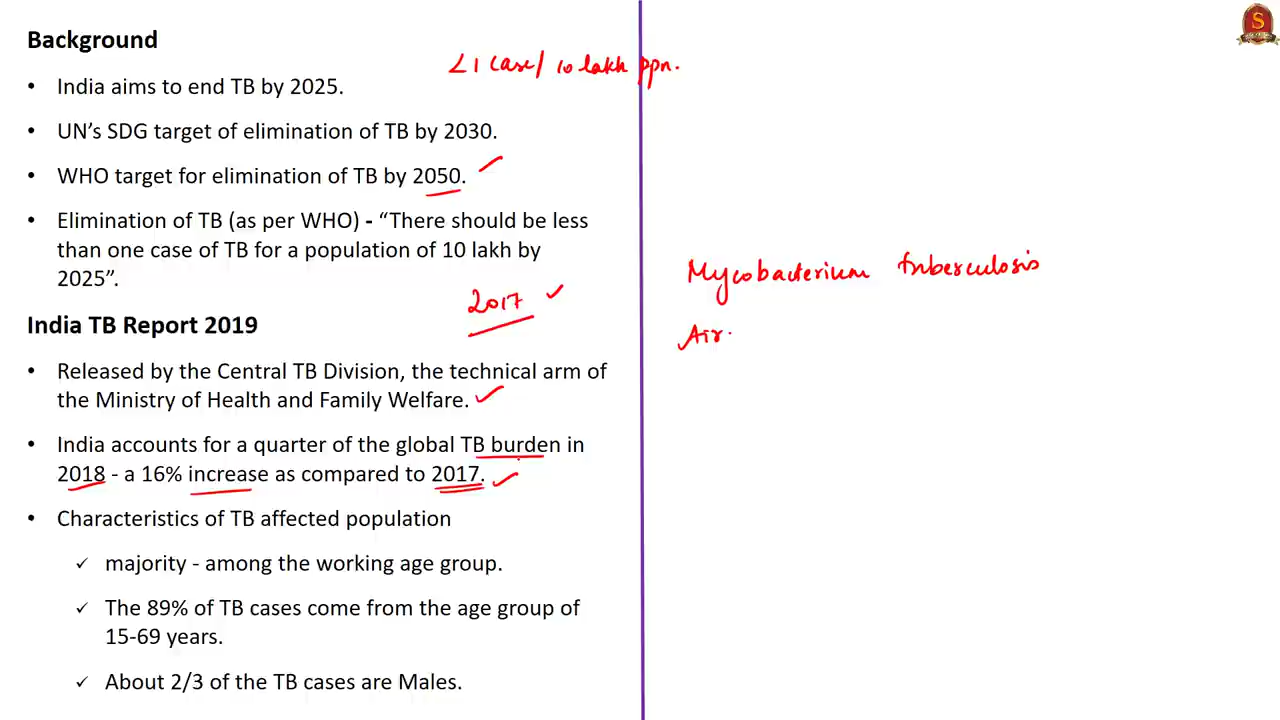 Background
<1 case/ 10 lakh ppn.
• India aims to end TB by 2025.
• UN’s SDG target of elimination of TB by 2030.
• WHO target for elimination of TB by 2050.
• Elimination of TB (as per WHO) - “There should be less
than one case of TB for a population of 10 lakh by
2025”.
2017
India TB Report 2019
• Released by the Central TB Division, the technical arm of
the Ministry of Health and Family Welfare.
• India accounts for a quarter of the global TB burden in
2018 - a 16% increase as compared to 2017.
• Characteristics of TB affected population
✓ majority - among the working age group.
✓ The 89% of TB cases come from the age group of
15-69 years.
✓ About 2/3 of the TB cases are Males.
Mycobacterium tuberculosis
Air.
S